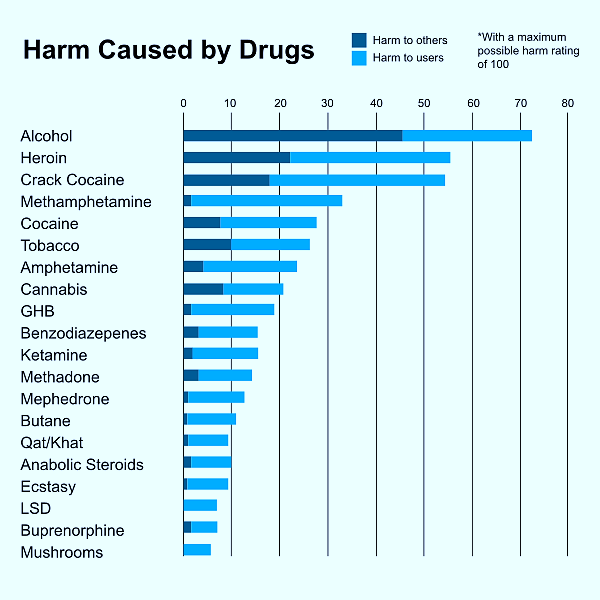 Harm Caused by Drugs
Harm to others
Harm to users
*With a maximum
possible harm rating
of 100
0 10 20 30 40 50 60 70 80
Alcohol
Heroin
Crack Cocaine
Methamphetamine
Cocaine
Tobacco
Amphetamine
Cannabis
GHB
Benzodiazepenes
Ketamine
Methadone
Mephedrone
Butane
Qat/Khat
Anabolic Steroids
Ecstasy
LSD
Buprenorphine
Mushrooms